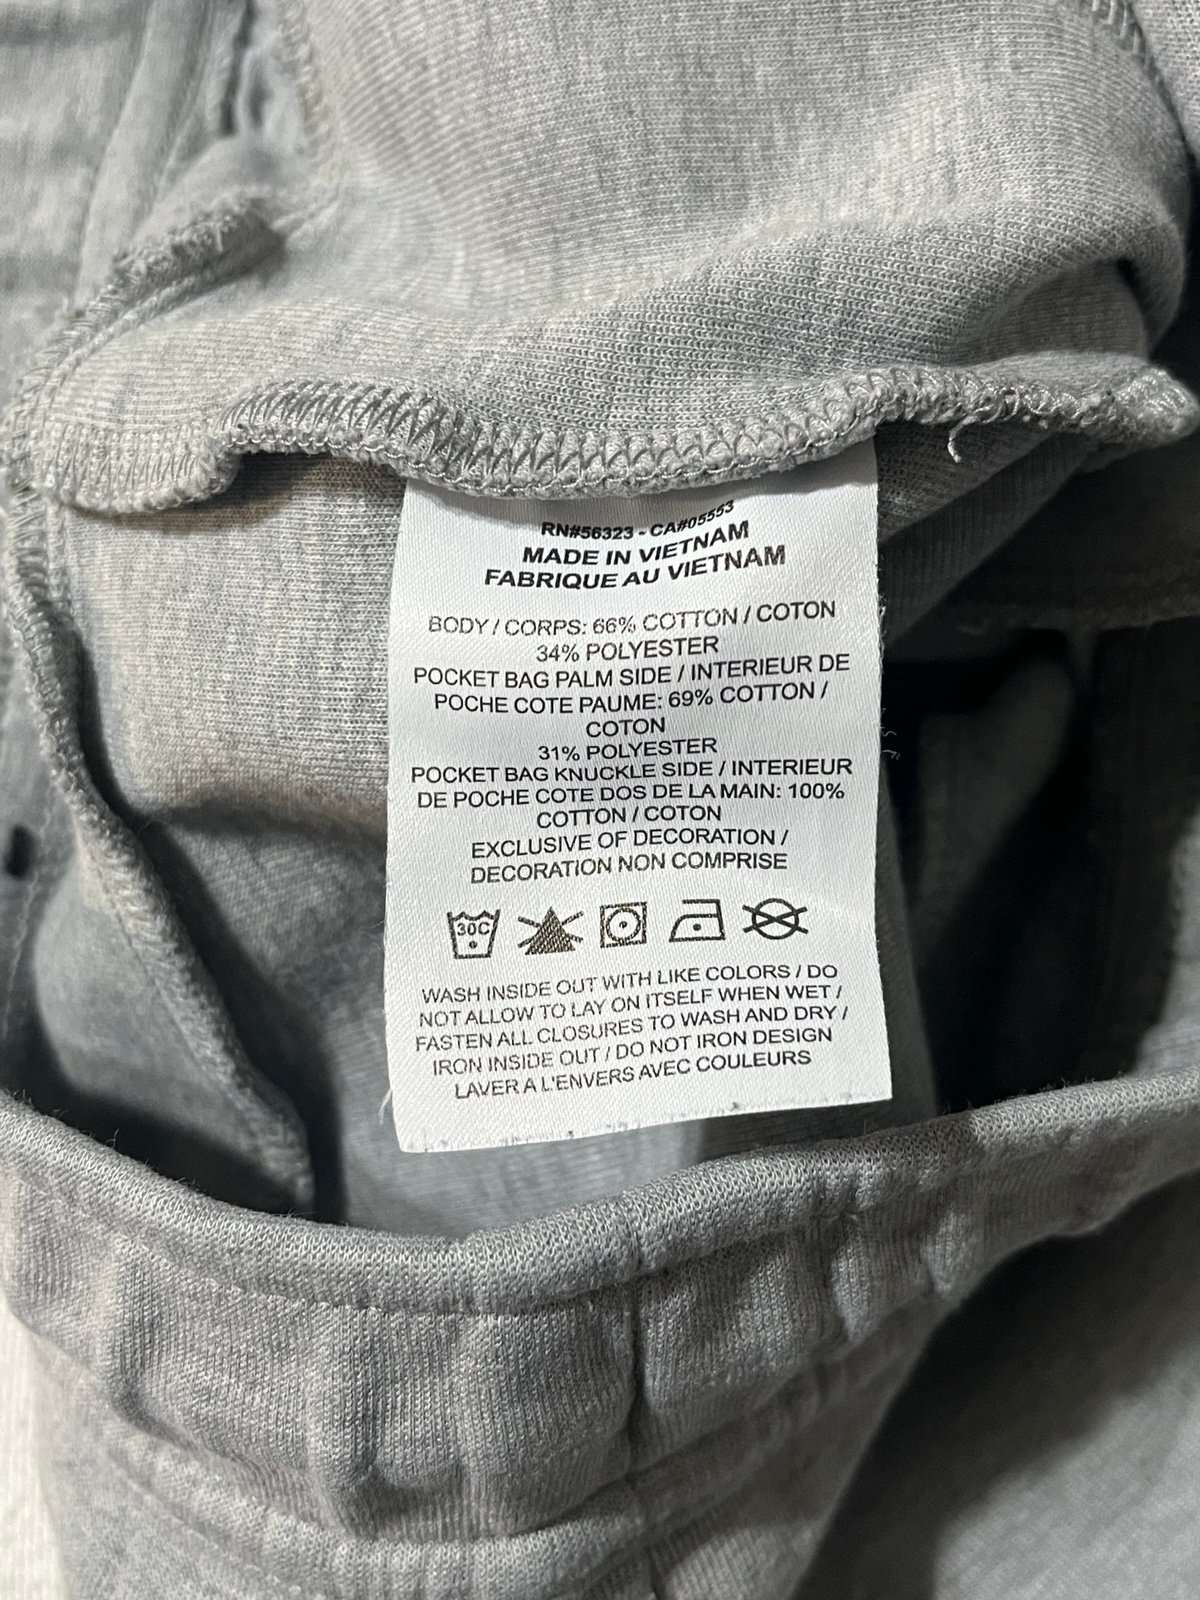 RN#56323 - CA#05553
MADE IN VIETNAM
FABRIQUE AU VIETNAM
BODY / CORPS: 66% COTTON / COTON
34% POLYESTER
POCKET BAG PALM SIDE / INTERIEUR DE
POCHE COTE PAUME: 69% COTTON /
COTON
31% POLYESTER
POCKET BAG KNUCKLE SIDE / INTERIEUR
DE POCHE COTE DOS DE LA MAIN: 100%
COTTON / COTON
EXCLUSIVE OF DECORATION /
DECORATION NON COMPRISE
30C
WASH INSIDE OUT WITH LIKE COLORS / DO
NOT ALLOW TO LAY ON ITSELF WHEN WET /
FASTEN ALL CLOSURES TO WASH AND DRY /
IRON INSIDE OUT / DO NOT IRON DESIGN
LAVER A L'ENVERS AVEC COULEURS